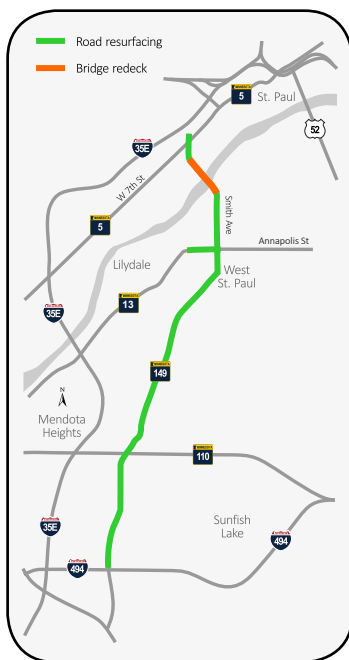 Road resurfacing
Bridge redeck
MINNESOTA
5
St. Paul
52
35E
W 7th St
Smith Ave
5
Annapolis St
Lilydale
West
St. Paul
13
35E
149
N
Mendota
Heights
110
Sunfish
Lake
35E
494
494